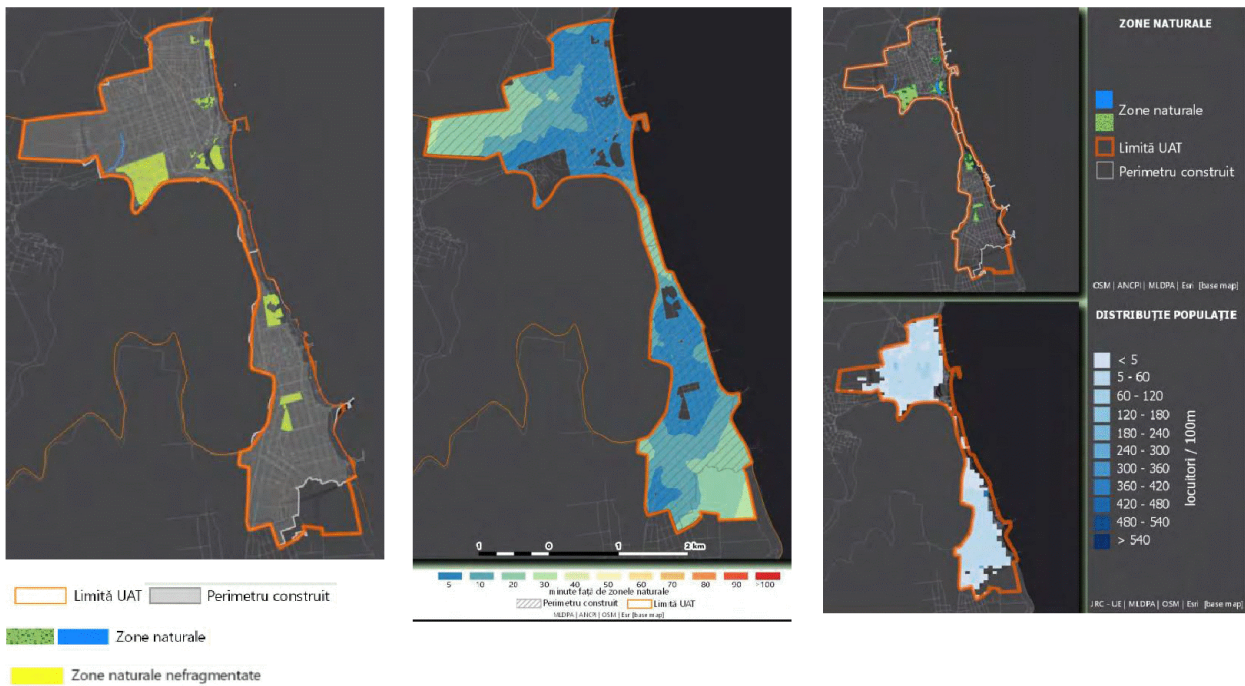 Limită UAT
Perimetru construit
Zone naturale
Zone naturale nefragmentate
1 0 1 2 km
5 10 20 30 40 50 60 70 80 90 >100
minute față de zonele naturale
Perimetru construit Limită UAT
MLDPA | ANCPI | OSM | Esri [base map]
ZONE NATURALE
Zone naturale
Limită UAT
Perimetru construit
OSM | ANCPI | MLDPA | Esri [base map]
DISTRIBUȚIE POPULAȚIE
< 5
5 - 60
60 - 120
120 - 180
180 - 240
240 - 300
300 - 360
360 - 420
420 - 480
480 - 540
> 540
locuitori / 100m
JRC - UE | MLDPA | OSM | Esri [base map]